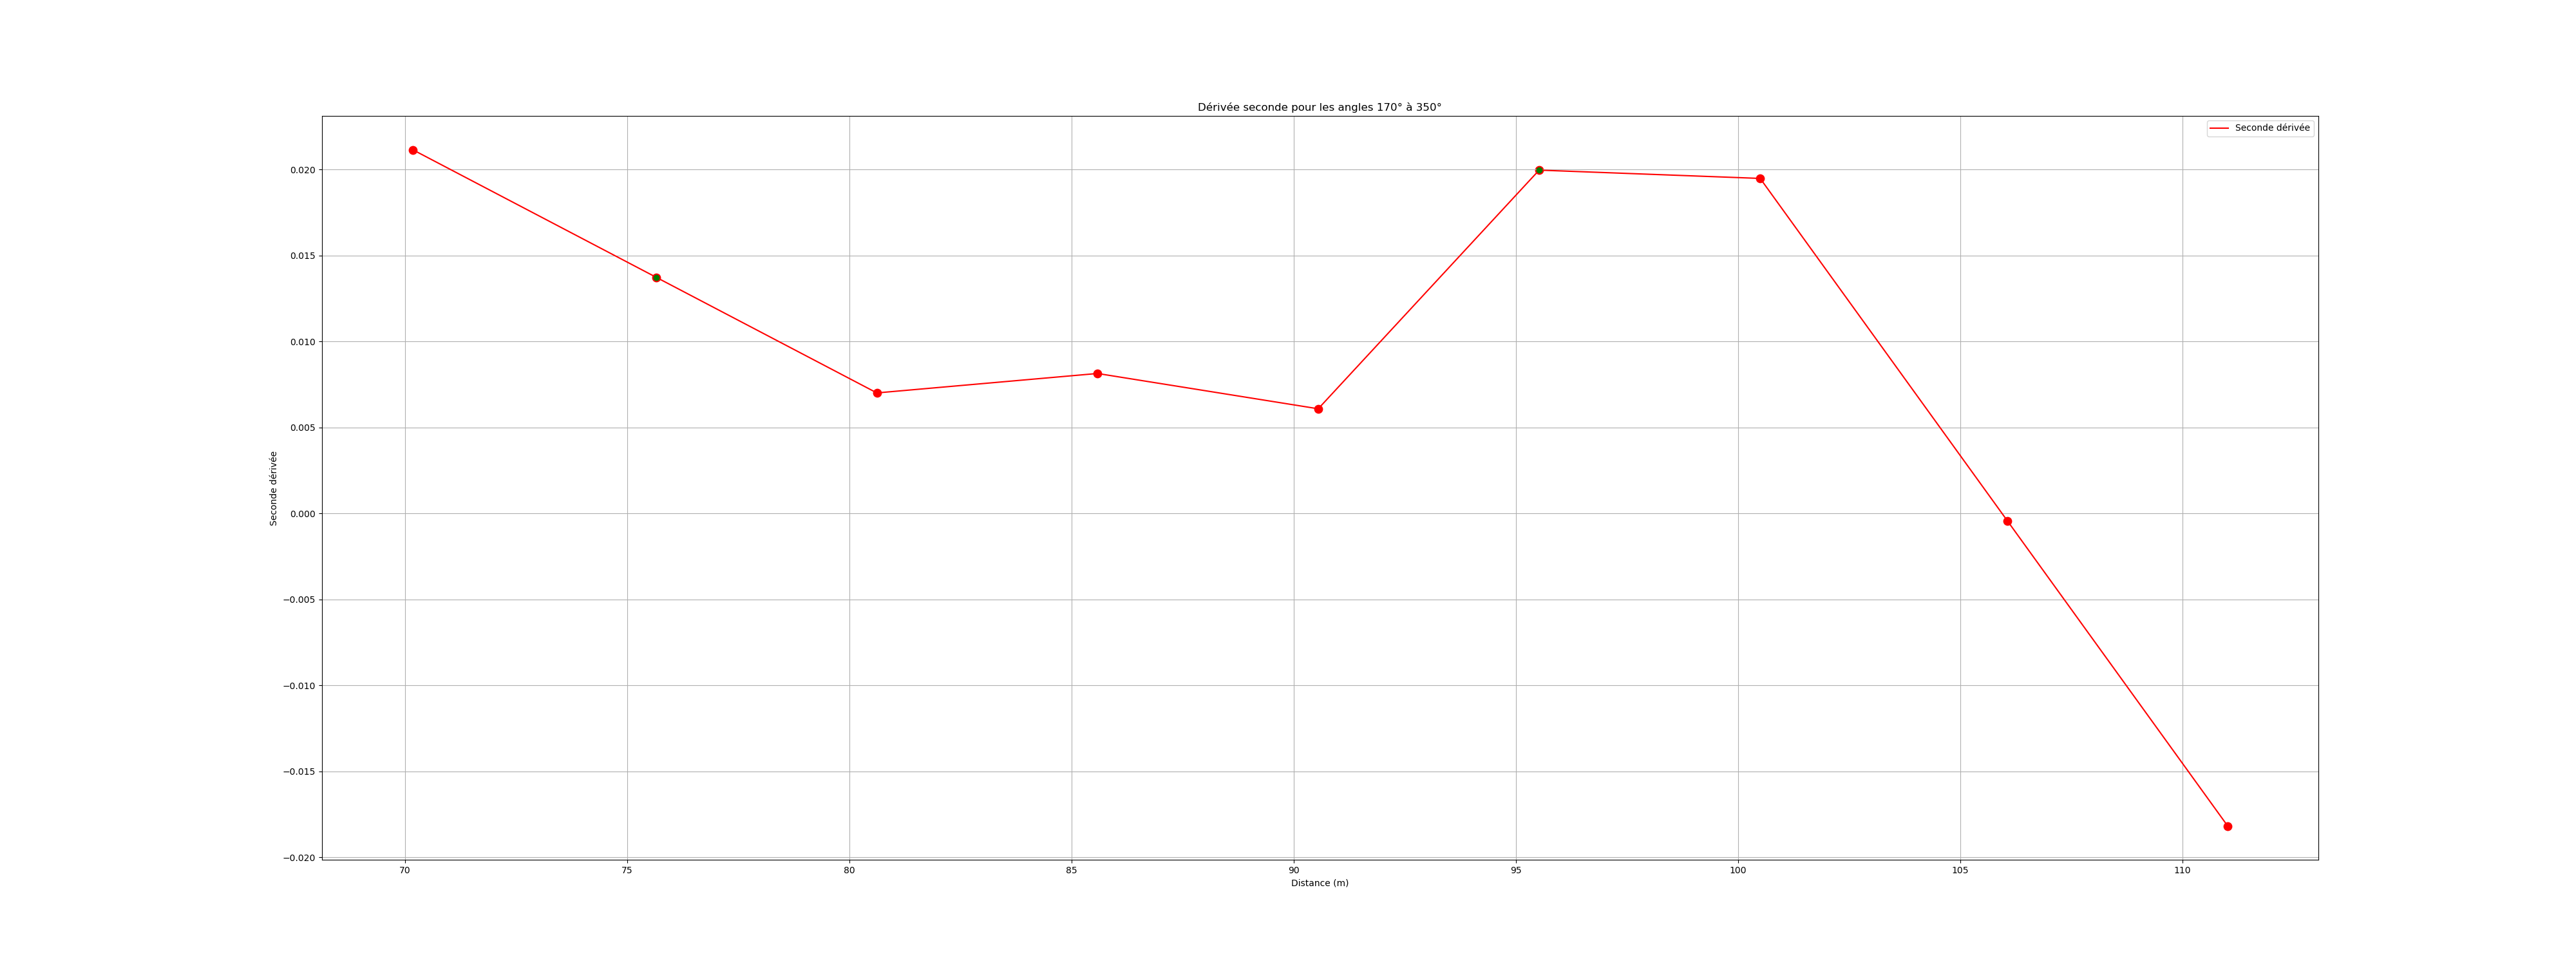 Dérivée seconde pour les angles 170° à 350°
Seconde dérivée
0.020
0.015
0.010
0.005
0.000
−0.005
−0.010
−0.015
−0.020
Seconde dérivée
70 75 80 85 90 95 100 105 110
Distance (m)